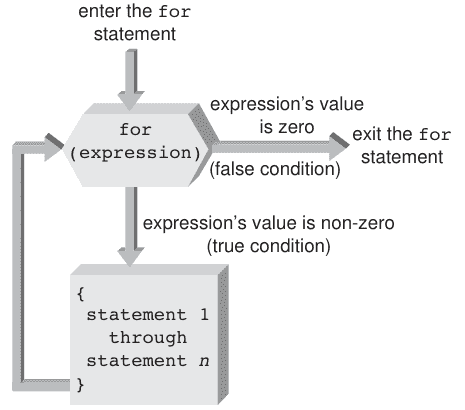 enter the for
statement
for
(expression)
expression's value
is zero
(false condition)
exit the for
statement
expression's value is non-zero
(true condition)
{
statement 1
through
statement n
}